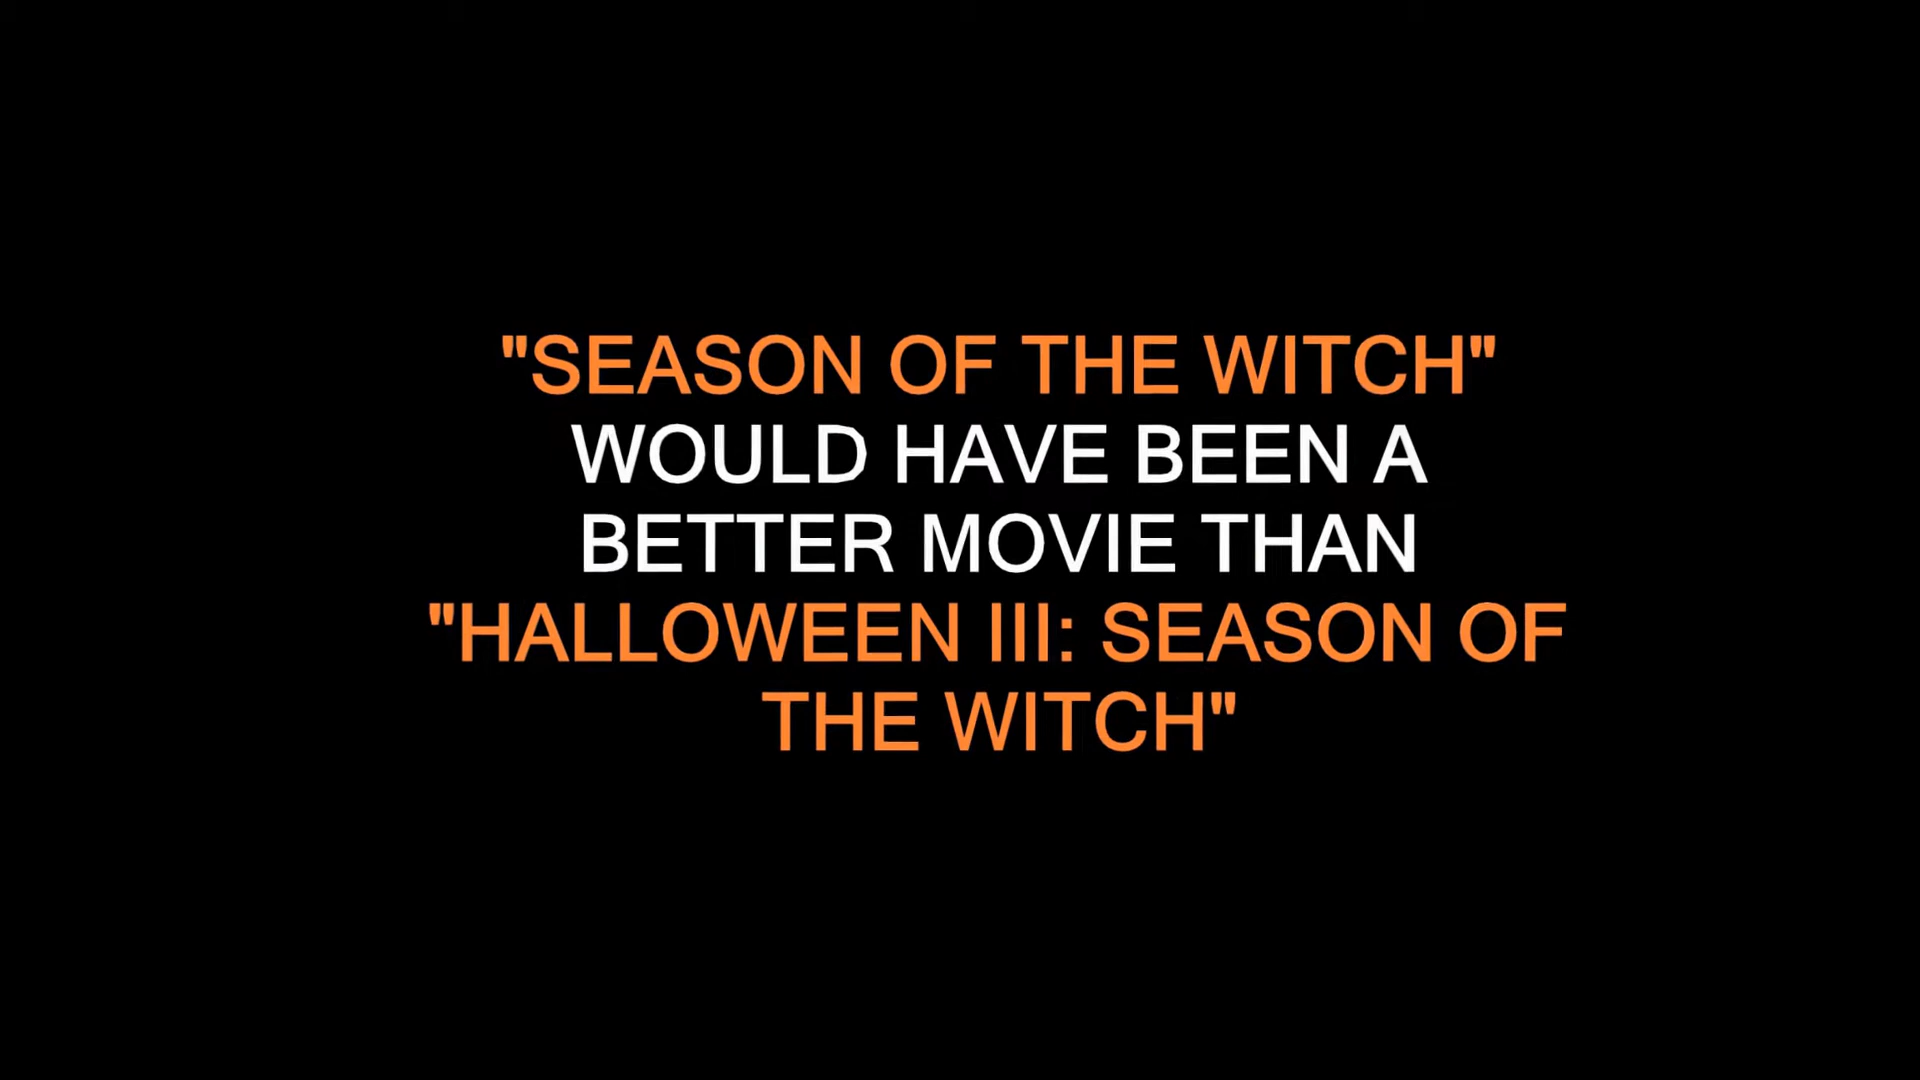 "SEASON OF THE WITCH"
WOULD HAVE BEEN A
BETTER MOVIE THAN
"HALLOWEEN III: SEASON OF
THE WITCH"